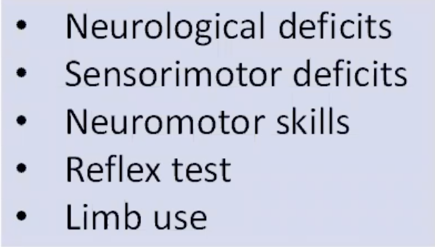 • Neurological deficits
• Sensorimotor deficits
• Neuromotor skills
• Reflex test
• Limb use